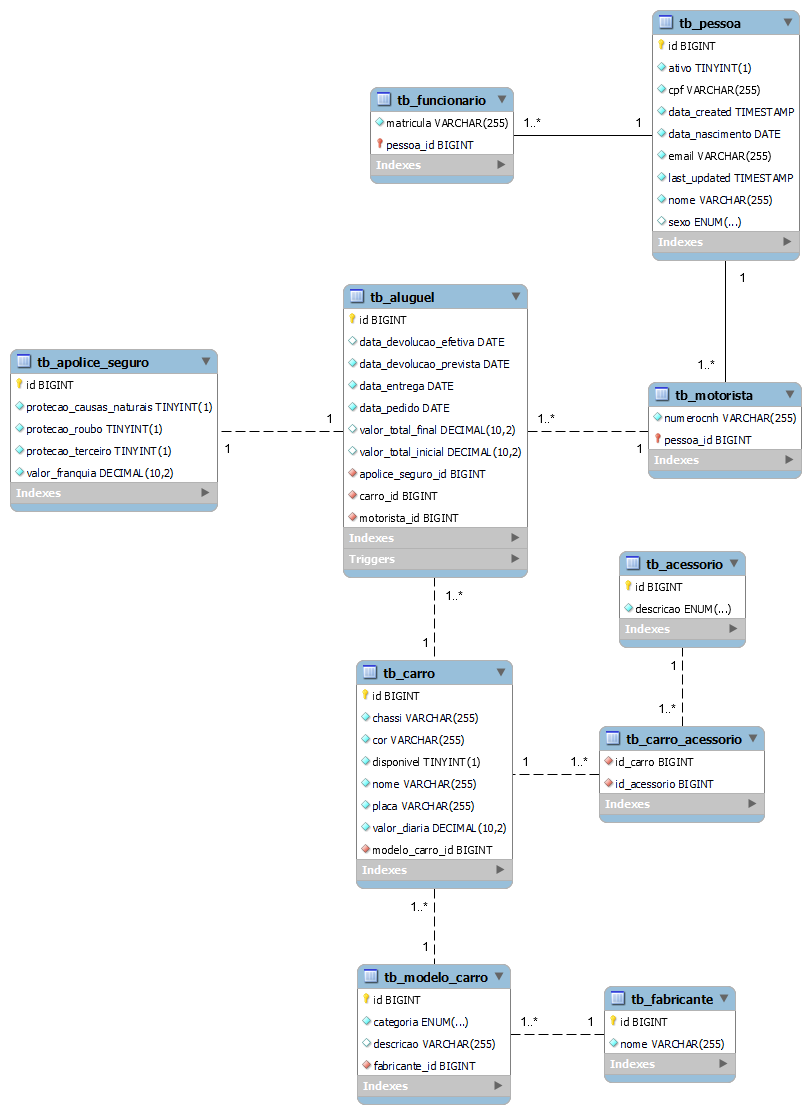 tb_pessoa
id BIGINT
ativo TINYINT(1)
cpf VARCHAR(255)
data_created TIMESTAMP
data_nascimento DATE
email VARCHAR(255)
last_updated TIMESTAMP
nome VARCHAR(255)
sexo ENUM(...)
Indexes
tb_funcionario
matricula VARCHAR(255)
pessoa_id BIGINT
Indexes
1..*
1
1
1..*
tb_aluguel
id BIGINT
data_devolucao_efetiva DATE
data_devolucao_prevista DATE
data_entrega DATE
data_pedido DATE
valor_total_final DECIMAL(10,2)
valor_total_inicial DECIMAL(10,2)
apolice_seguro_id BIGINT
carro_id BIGINT
motorista_id BIGINT
Indexes
Triggers
tb_apolice_seguro
id BIGINT
protecao_causas_naturais TINYINT(1)
protecao_roubo TINYINT(1)
protecao_terceiro TINYINT(1)
valor_franquia DECIMAL(10,2)
Indexes
1
1
tb_motorista
numerocnh VARCHAR(255)
pessoa_id BIGINT
Indexes
1..*
1
1..*
1
tb_acessorio
id BIGINT
descricao ENUM(...)
Indexes
1
1..*
tb_carro
id BIGINT
chassi VARCHAR(255)
cor VARCHAR(255)
disponivel TINYINT(1)
nome VARCHAR(255)
placa VARCHAR(255)
valor_diaria DECIMAL(10,2)
modelo_carro_id BIGINT
Indexes
1
1..*
tb_carro_acessorio
id_carro BIGINT
id_acessorio BIGINT
Indexes
1..*
1
tb_modelo_carro
id BIGINT
categoria ENUM(...)
descricao VARCHAR(255)
fabricante_id BIGINT
Indexes
1..*
1
tb_fabricante
id BIGINT
nome VARCHAR(255)
Indexes